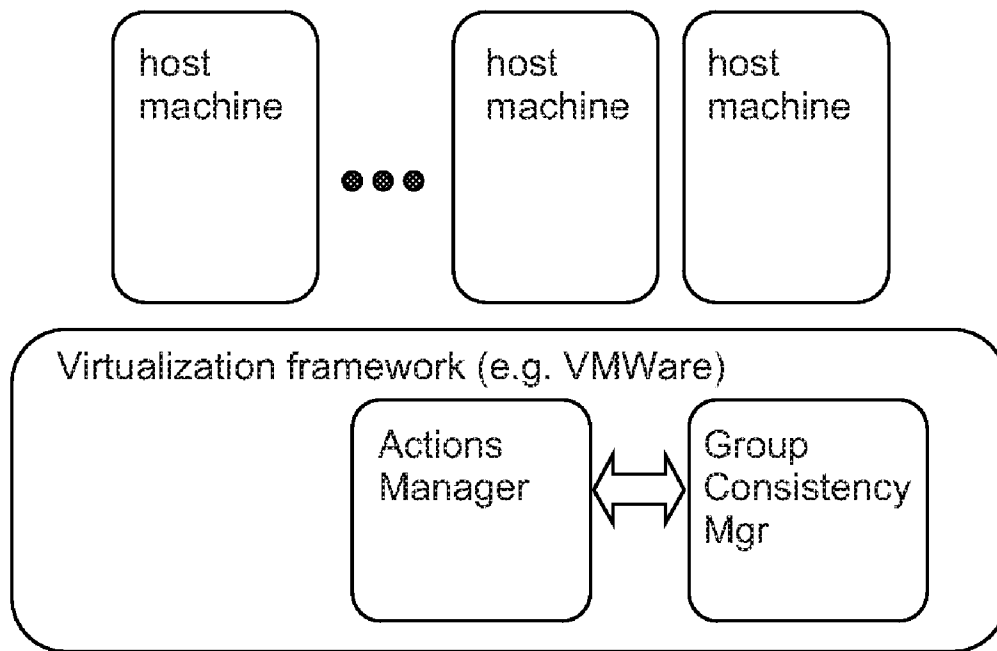 host
machine
host
machine
host
machine
Virtualization framework (e.g. VMWare)
Actions
Manager
Group
Consistency
Mgr